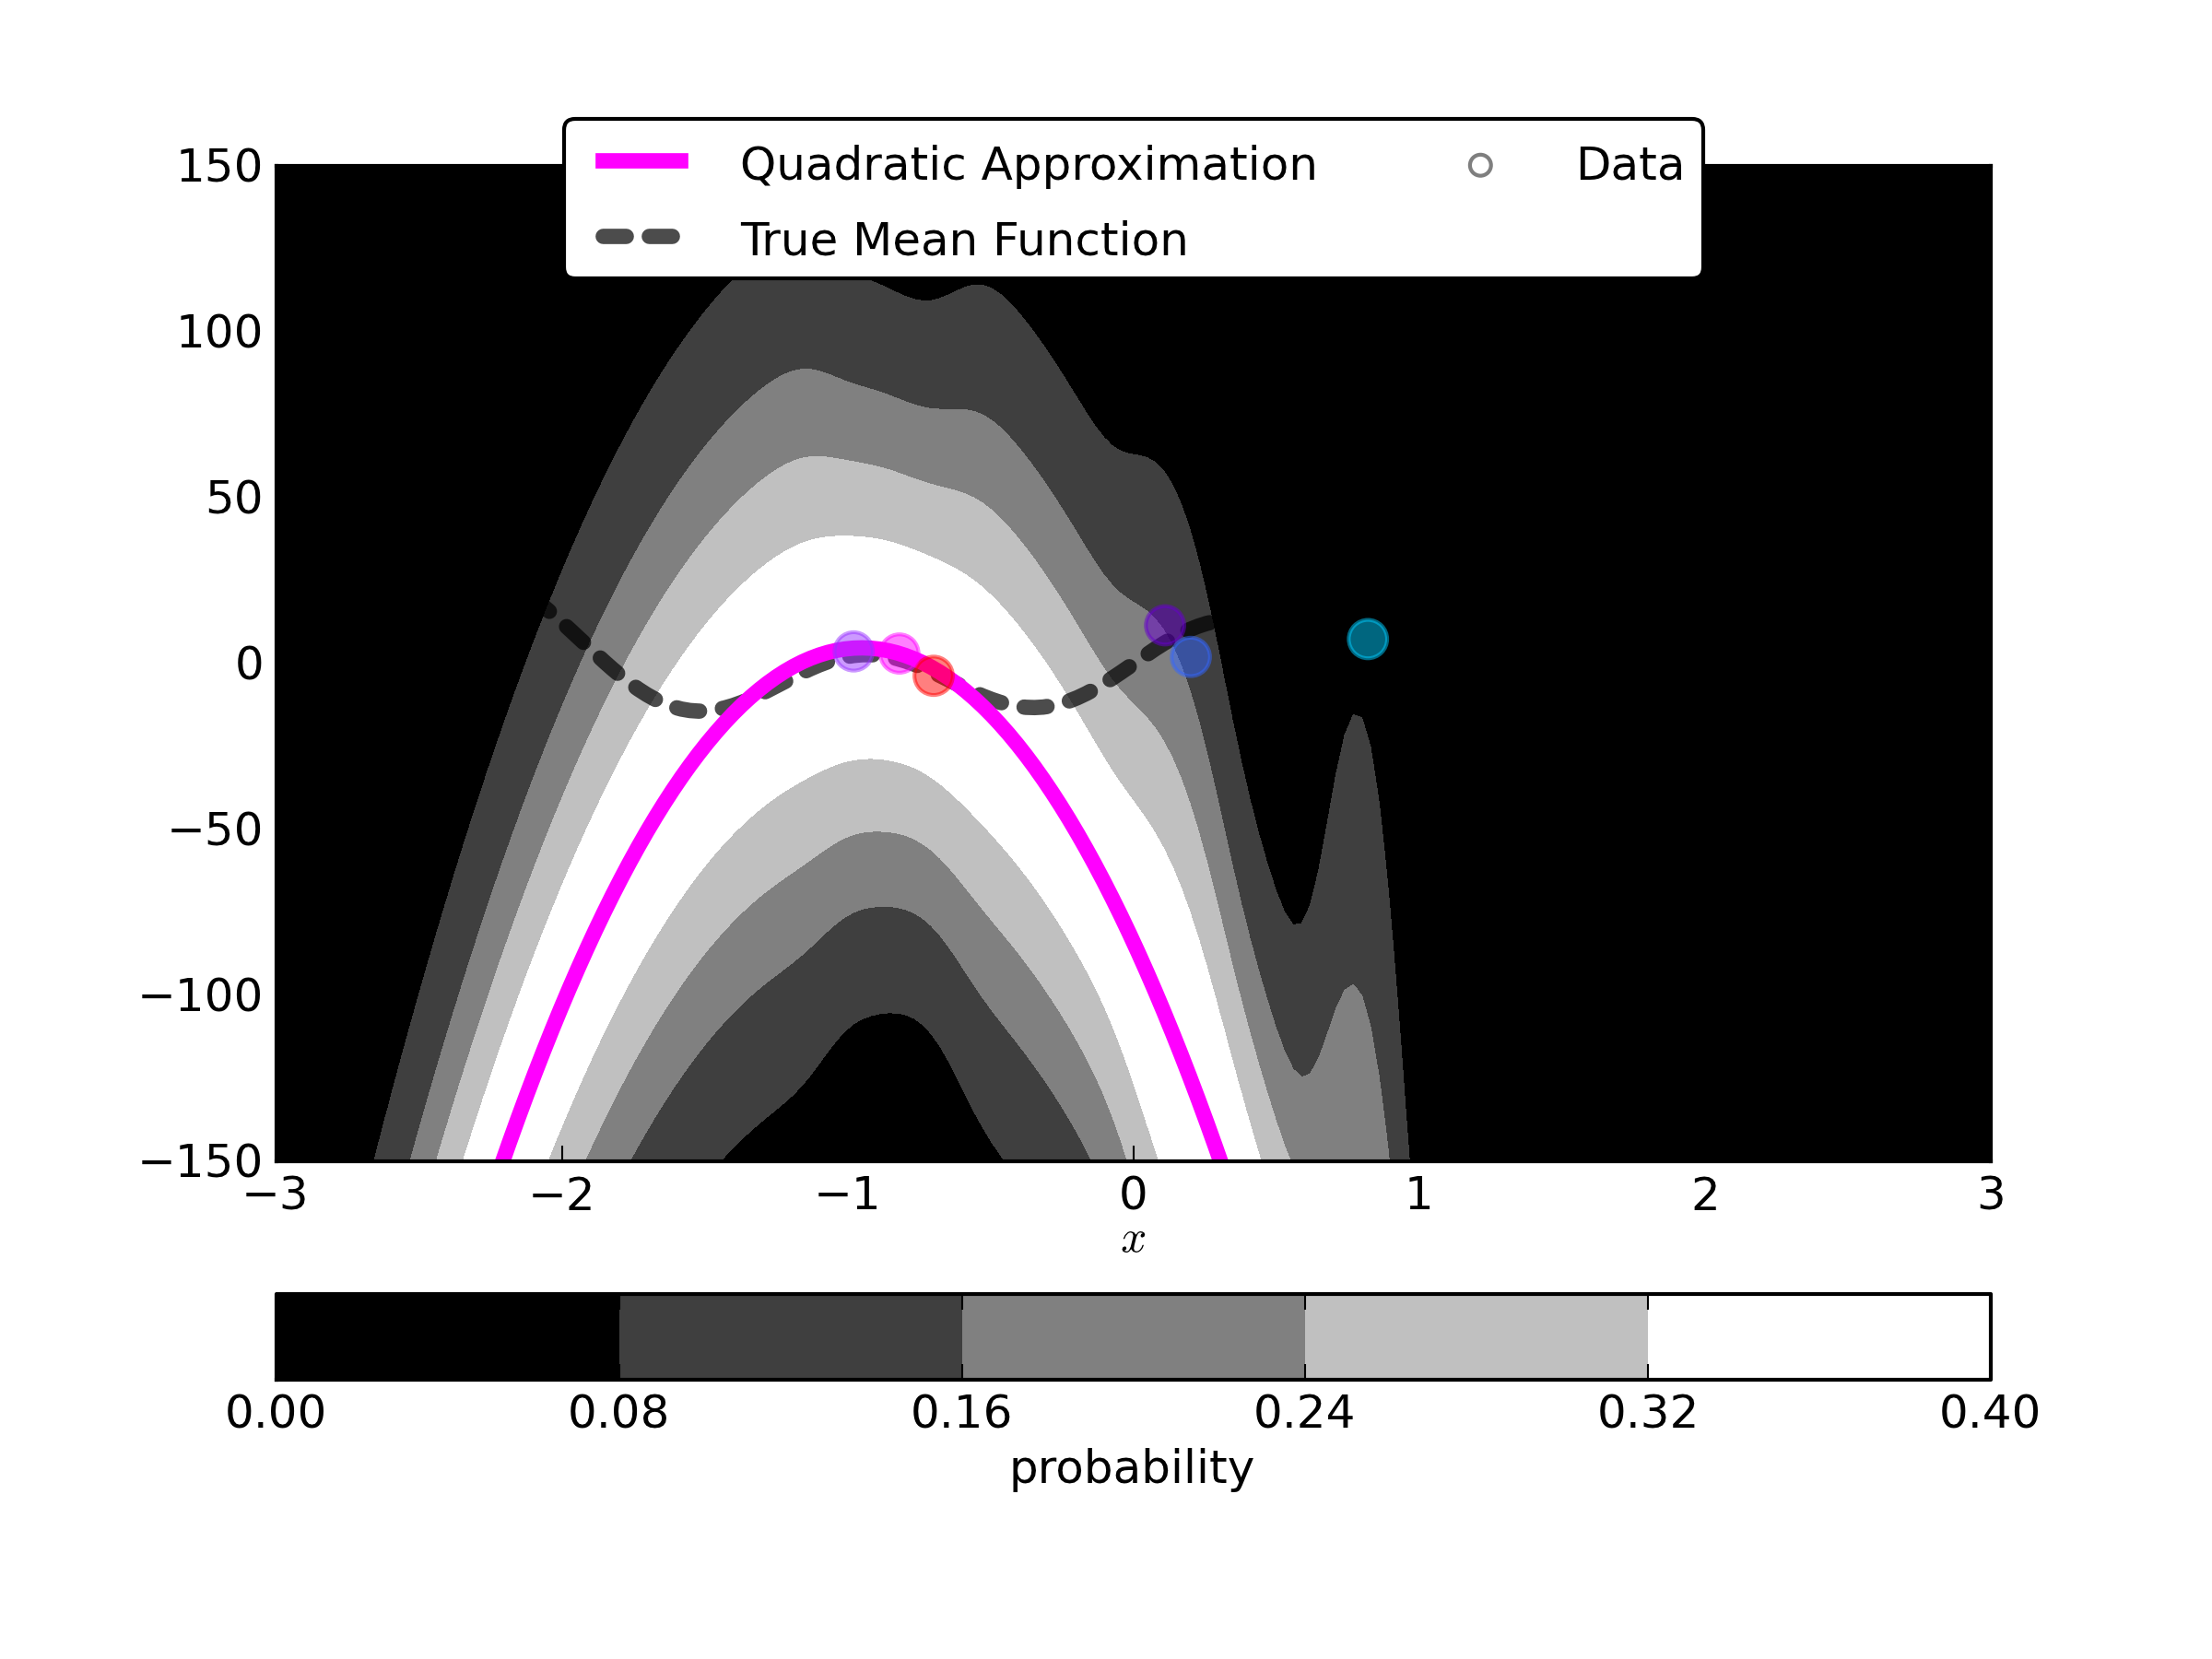 Quadratic Approximation
Data
True Mean Function
150
100
50
0
−50
−100
−150
−3 −2 −1 0 1 2 3
x
0.00 0.08 0.16 0.24 0.32 0.40
probability